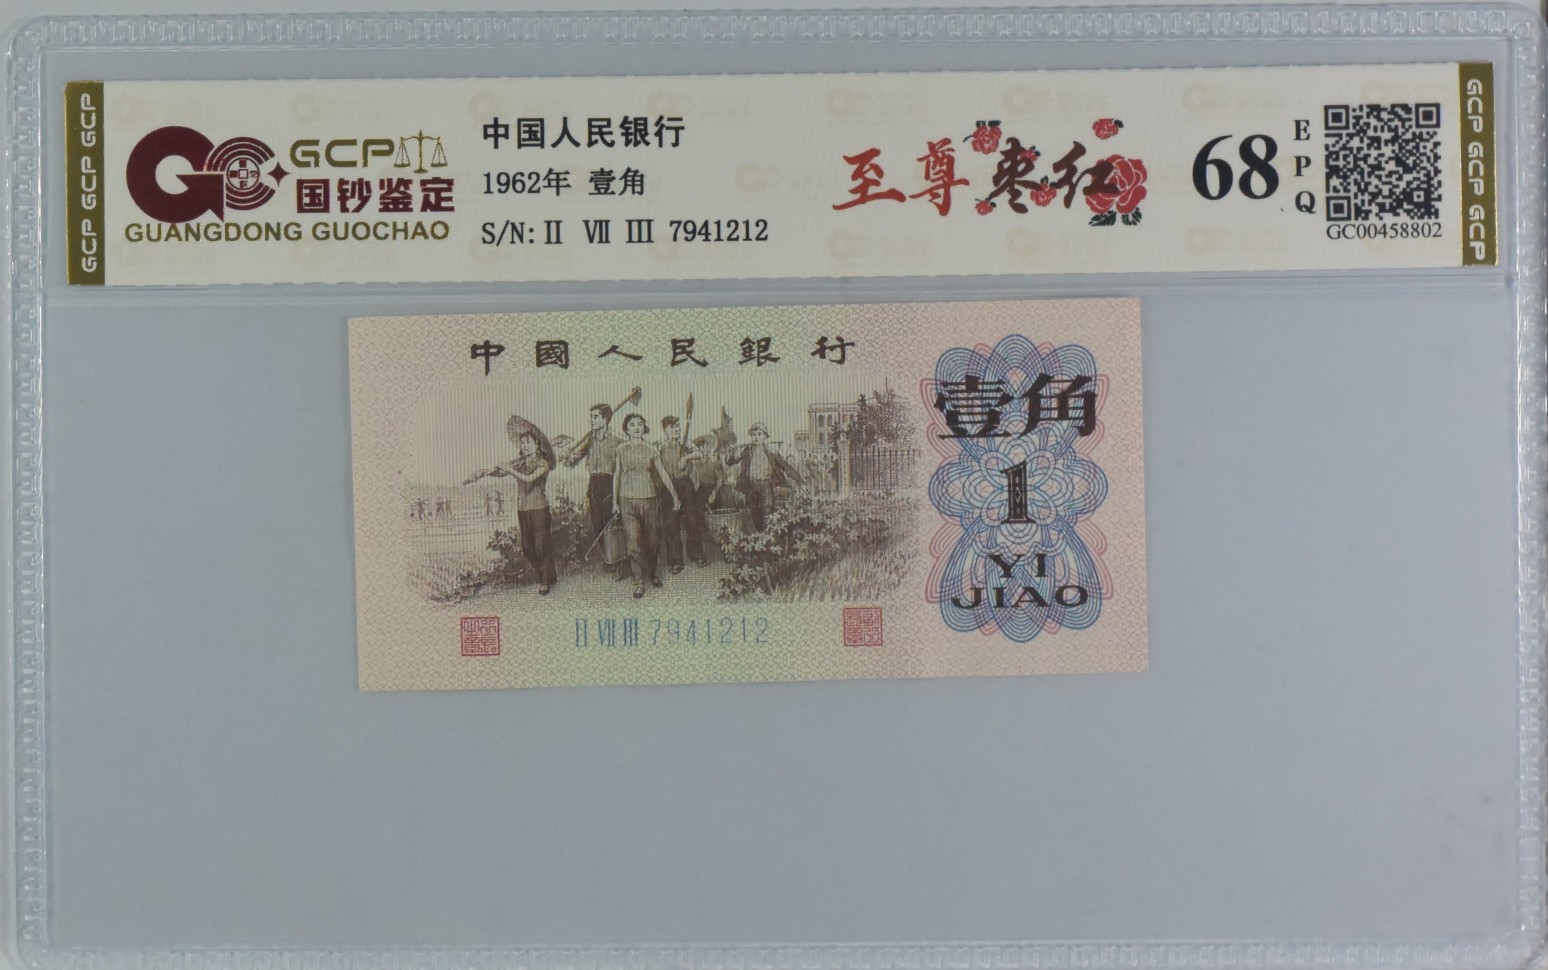 GCP GCP GCP
GCP
国钞鉴定
GUANGDONG GUOCHAO
中国人民银行
1962年 壹角
S/N: II VII III 7941212
至尊枣红
68
EPQ
GC00458802
GCP GCP GCP
中國人民銀行
壹角
1
YI
JIAO
II VII III 7941212